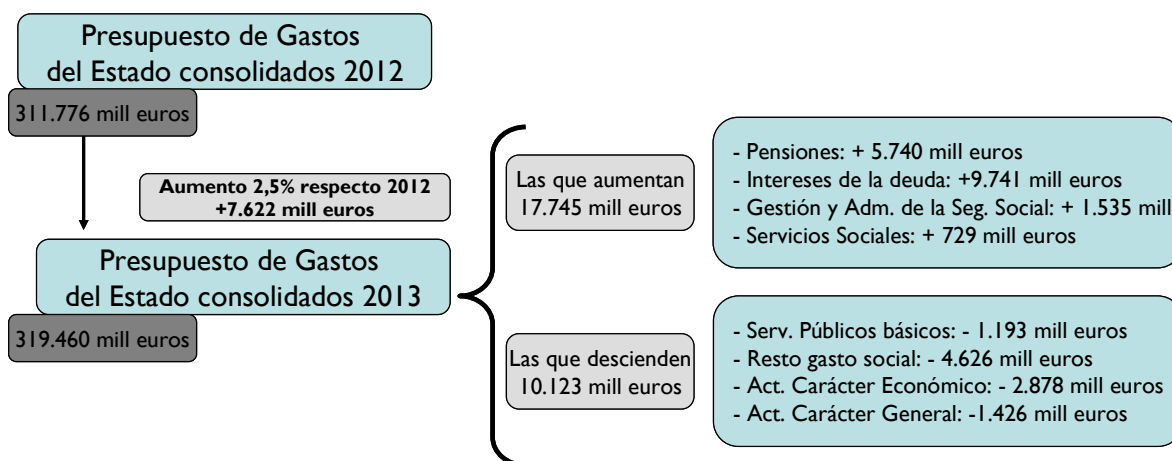 Presupuesto de Gastos
del Estado consolidados 2012
311.776 mill euros
Aumento 2,5% respecto 2012
+7.622 mill euros
Presupuesto de Gastos
del Estado consolidados 2013
319.460 mill euros
Las que aumentan
17.745 mill euros
- Pensiones: + 5.740 mill euros
- Intereses de la deuda: +9.741 mill euros
- Gestión y Adm. de la Seg. Social: + 1.535 mill
- Servicios Sociales: + 729 mill euros
Las que descienden
10.123 mill euros
- Serv. Públicos básicos: - 1.193 mill euros
- Resto gasto social: - 4.626 mill euros
- Act. Carácter Económico: - 2.878 mill euros
- Act. Carácter General: -1.426 mill euros